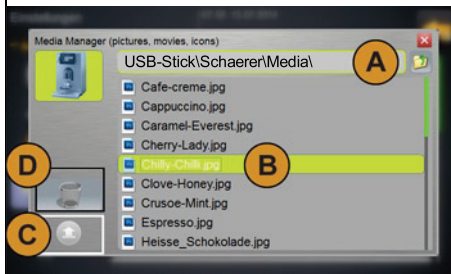 Media Manager (pictures, movies, icons)
USB-Stick\Schaerer\Media\
A
Cafe-creme.jpg
Cappuccino.jpg
Caramel-Everest.jpg
Cherry-Lady.jpg
D
Chilly-Chilli.jpg
B
Clove-Honey.jpg
Crusoe-Mint.jpg
C
Espresso.jpg
Heisse_Schokolade.jpg